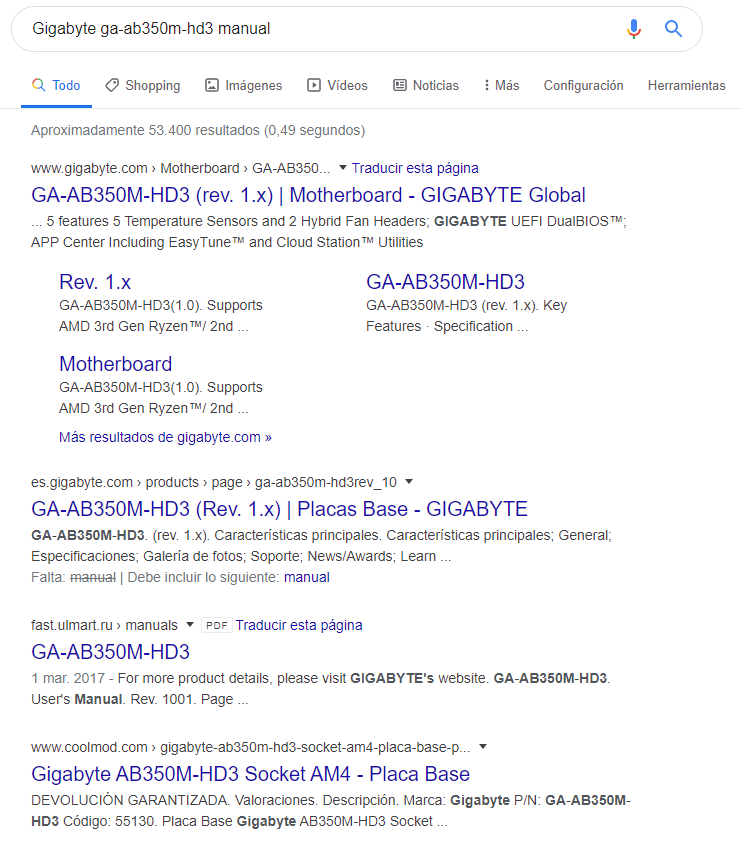 Gigabyte ga-ab350m-hd3 manual
Todo Shopping Imágenes Vídeos Noticias Más Configuración Herramientas
Aproximadamente 53.400 resultados (0,49 segundos)
www.gigabyte.com › Motherboard › GA-AB350... Traducir esta página
GA-AB350M-HD3 (rev. 1.x) | Motherboard - GIGABYTE Global
... 5 features 5 Temperature Sensors and 2 Hybrid Fan Headers; GIGABYTE UEFI DualBIOS™;
APP Center Including EasyTune™ and Cloud Station™ Utilities
Rev. 1.x
GA-AB350M-HD3(1.0). Supports
AMD 3rd Gen Ryzen™/ 2nd ...
GA-AB350M-HD3
GA-AB350M-HD3 (rev. 1.x). Key
Features · Specification ...
Motherboard
GA-AB350M-HD3(1.0). Supports
AMD 3rd Gen Ryzen™/ 2nd ...
Más resultados de gigabyte.com »
es.gigabyte.com › products › page › ga-ab350m-hd3rev_10
GA-AB350M-HD3 (Rev. 1.x) | Placas Base - GIGABYTE
GA-AB350M-HD3. (rev. 1.x). Características principales. Características principales; General;
Especificaciones; Galería de fotos; Soporte; News/Awards; Learn ...
Falta: manual | Debe incluir lo siguiente: manual
fast.ulmart.ru › manuals PDF Traducir esta página
GA-AB350M-HD3
1 mar. 2017 - For more product details, please visit GIGABYTE's website. GA-AB350M-HD3.
User's Manual. Rev. 1001. Page ...
www.coolmod.com › gigabyte-ab350m-hd3-socket-am4-placa-base-p...
Gigabyte AB350M-HD3 Socket AM4 - Placa Base
DEVOLUCIÓN GARANTIZADA. Valoraciones. Descripción. Marca: Gigabyte P/N: GA-AB350M-
HD3 Código: 55130. Placa Base Gigabyte AB350M-HD3 Socket ...